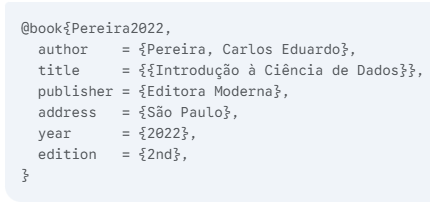 @book{Pereira2022,
  author    = {Pereira, Carlos Eduardo},
  title     = {{Introdução à Ciência de Dados}},
  publisher = {Editora Moderna},
  address   = {São Paulo},
  year      = {2022},
  edition   = {2nd},
}